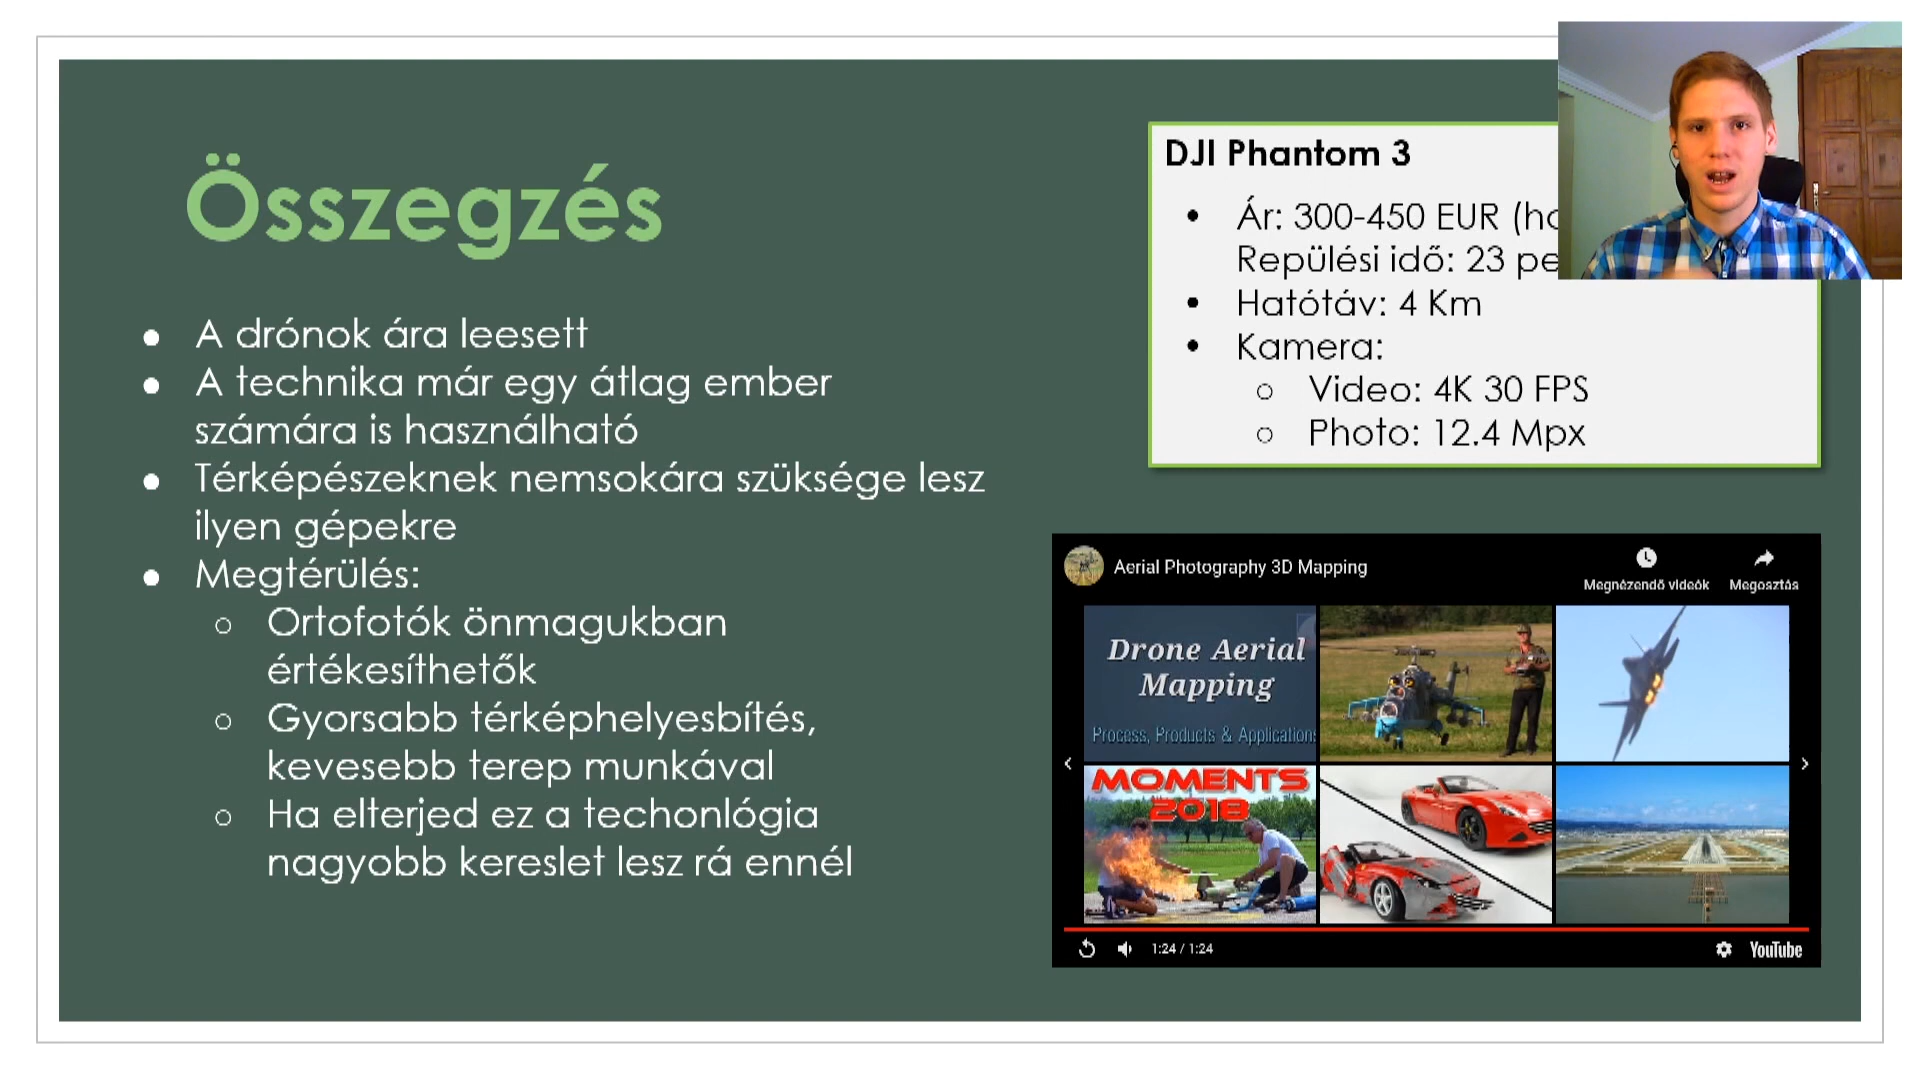 Összegzés
A drónok ára leesett
A technika már egy átlag ember
számára is használható
Térképészeknek nemsokára szüksége lesz
ilyen gépekre
Megtérülés:
Ortofotók önmagukban
értékesíthetők
Gyorsabb térképhelyesbítés,
kevesebb terep munkával
Ha elterjed ez a techonlógia
nagyobb kereslet lesz rá ennél
DJI Phantom 3
Ár: 300-450 EUR
Repülési idő: 23
Hatótáv: 4 Km
Kamera:
Video: 4K 30 FPS
Photo: 12.4 Mpx
Aerial Photography 3D Mapping
Megnézendő videók
Megosztás
Drone Aerial
Mapping
Process, Products & Applications
MOMENTS
2018
1:24 / 1:24
YouTube